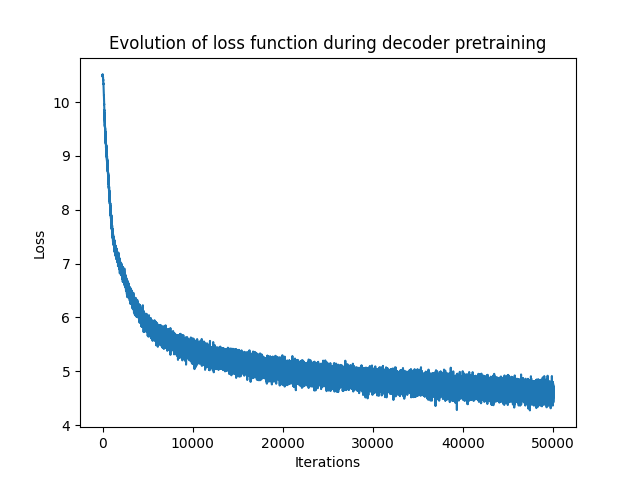 Evolution of loss function during decoder pretraining
10
9
8
7
6
5
4
Loss
0 10000 20000 30000 40000 50000
Iterations